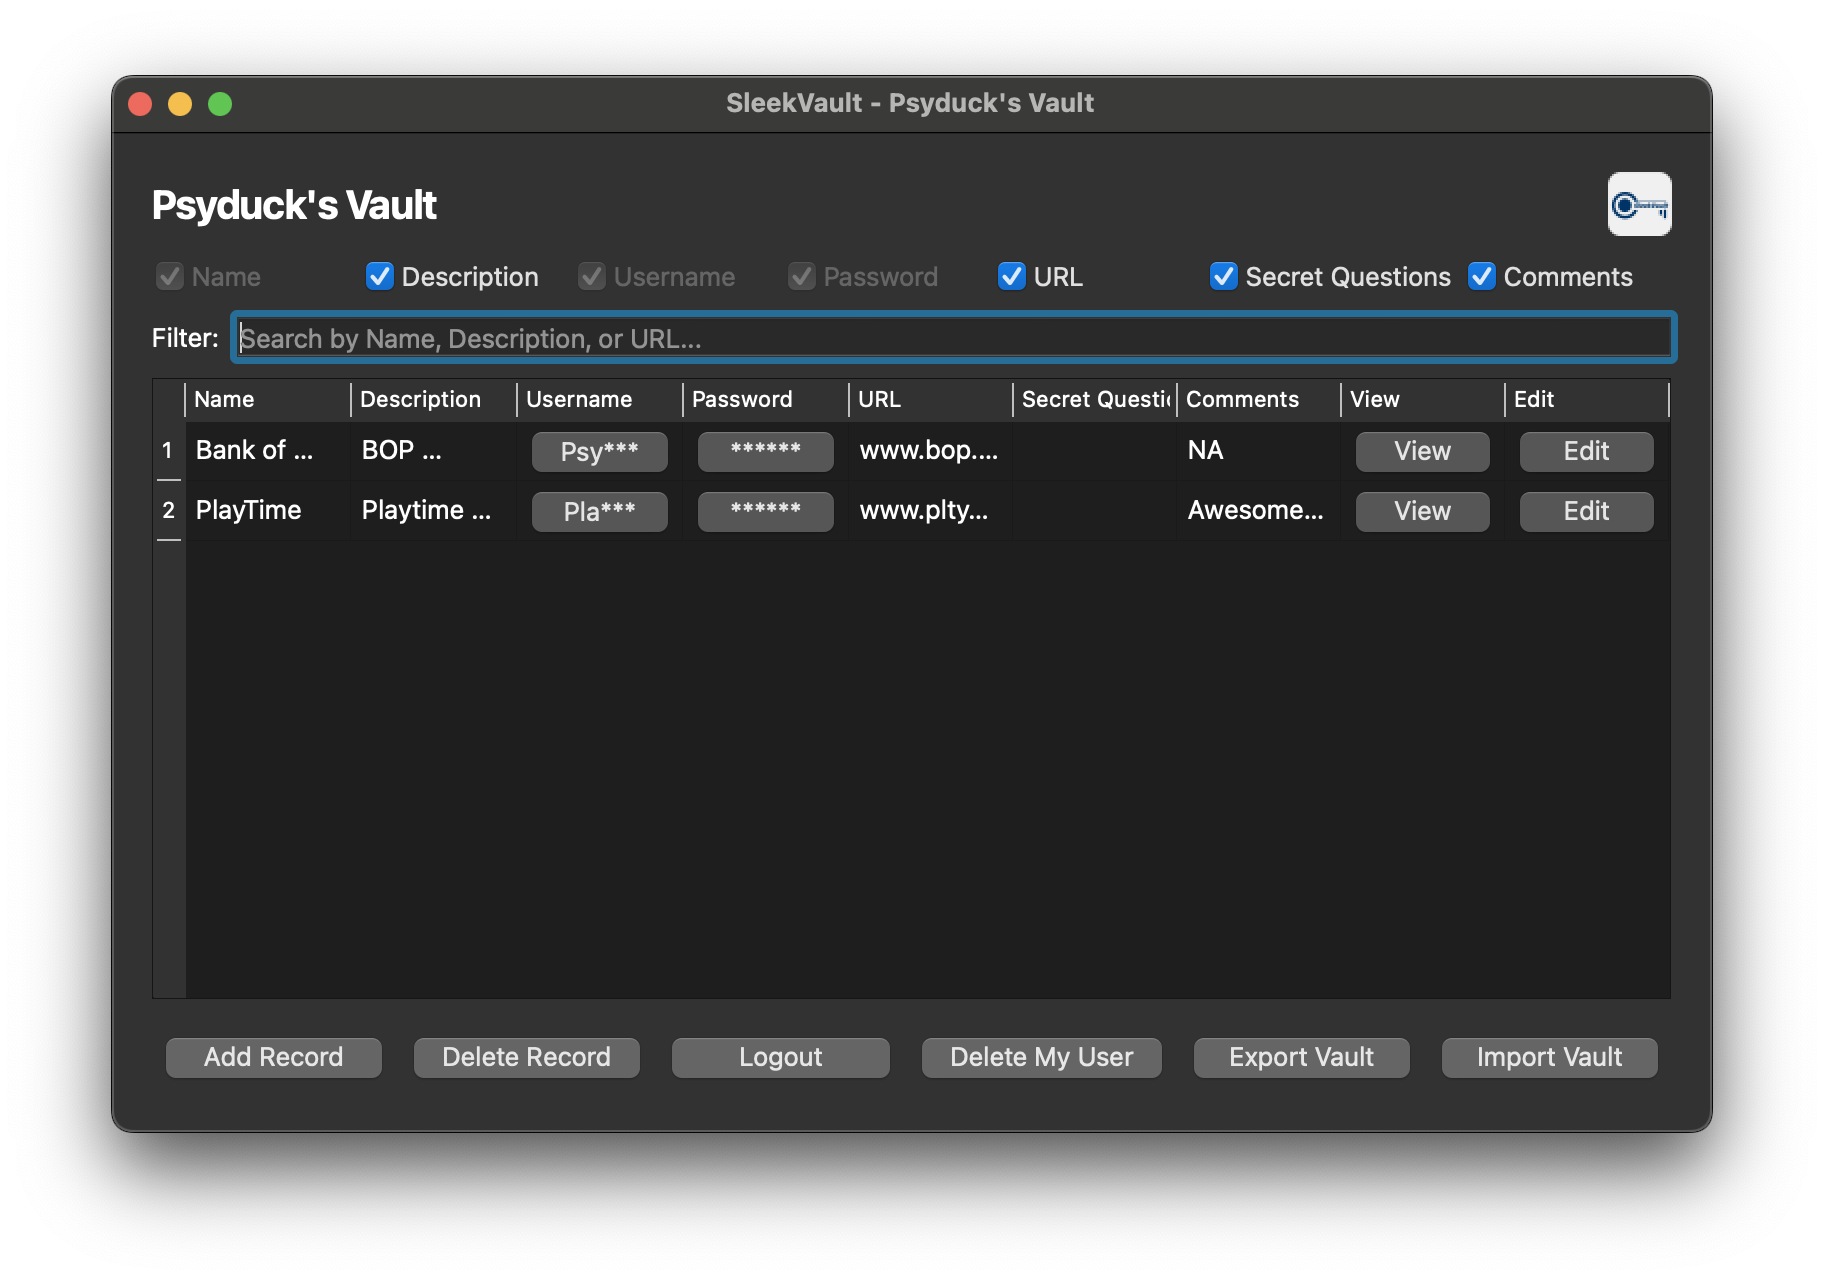 SleekVault - Psyduck's Vault
Psyduck's Vault
Name Description Username Password URL Secret Questions Comments
Filter: Search by Name, Description, or URL...
Name Description Username Password URL Secret Questi Comments View Edit
1 Bank of ... BOP ... Psy*** ****** www.bop.... NA View Edit
2 PlayTime Playtime ... Pla*** ****** www.plty... Awesome... View Edit
Add Record Delete Record Logout Delete My User Export Vault Import Vault